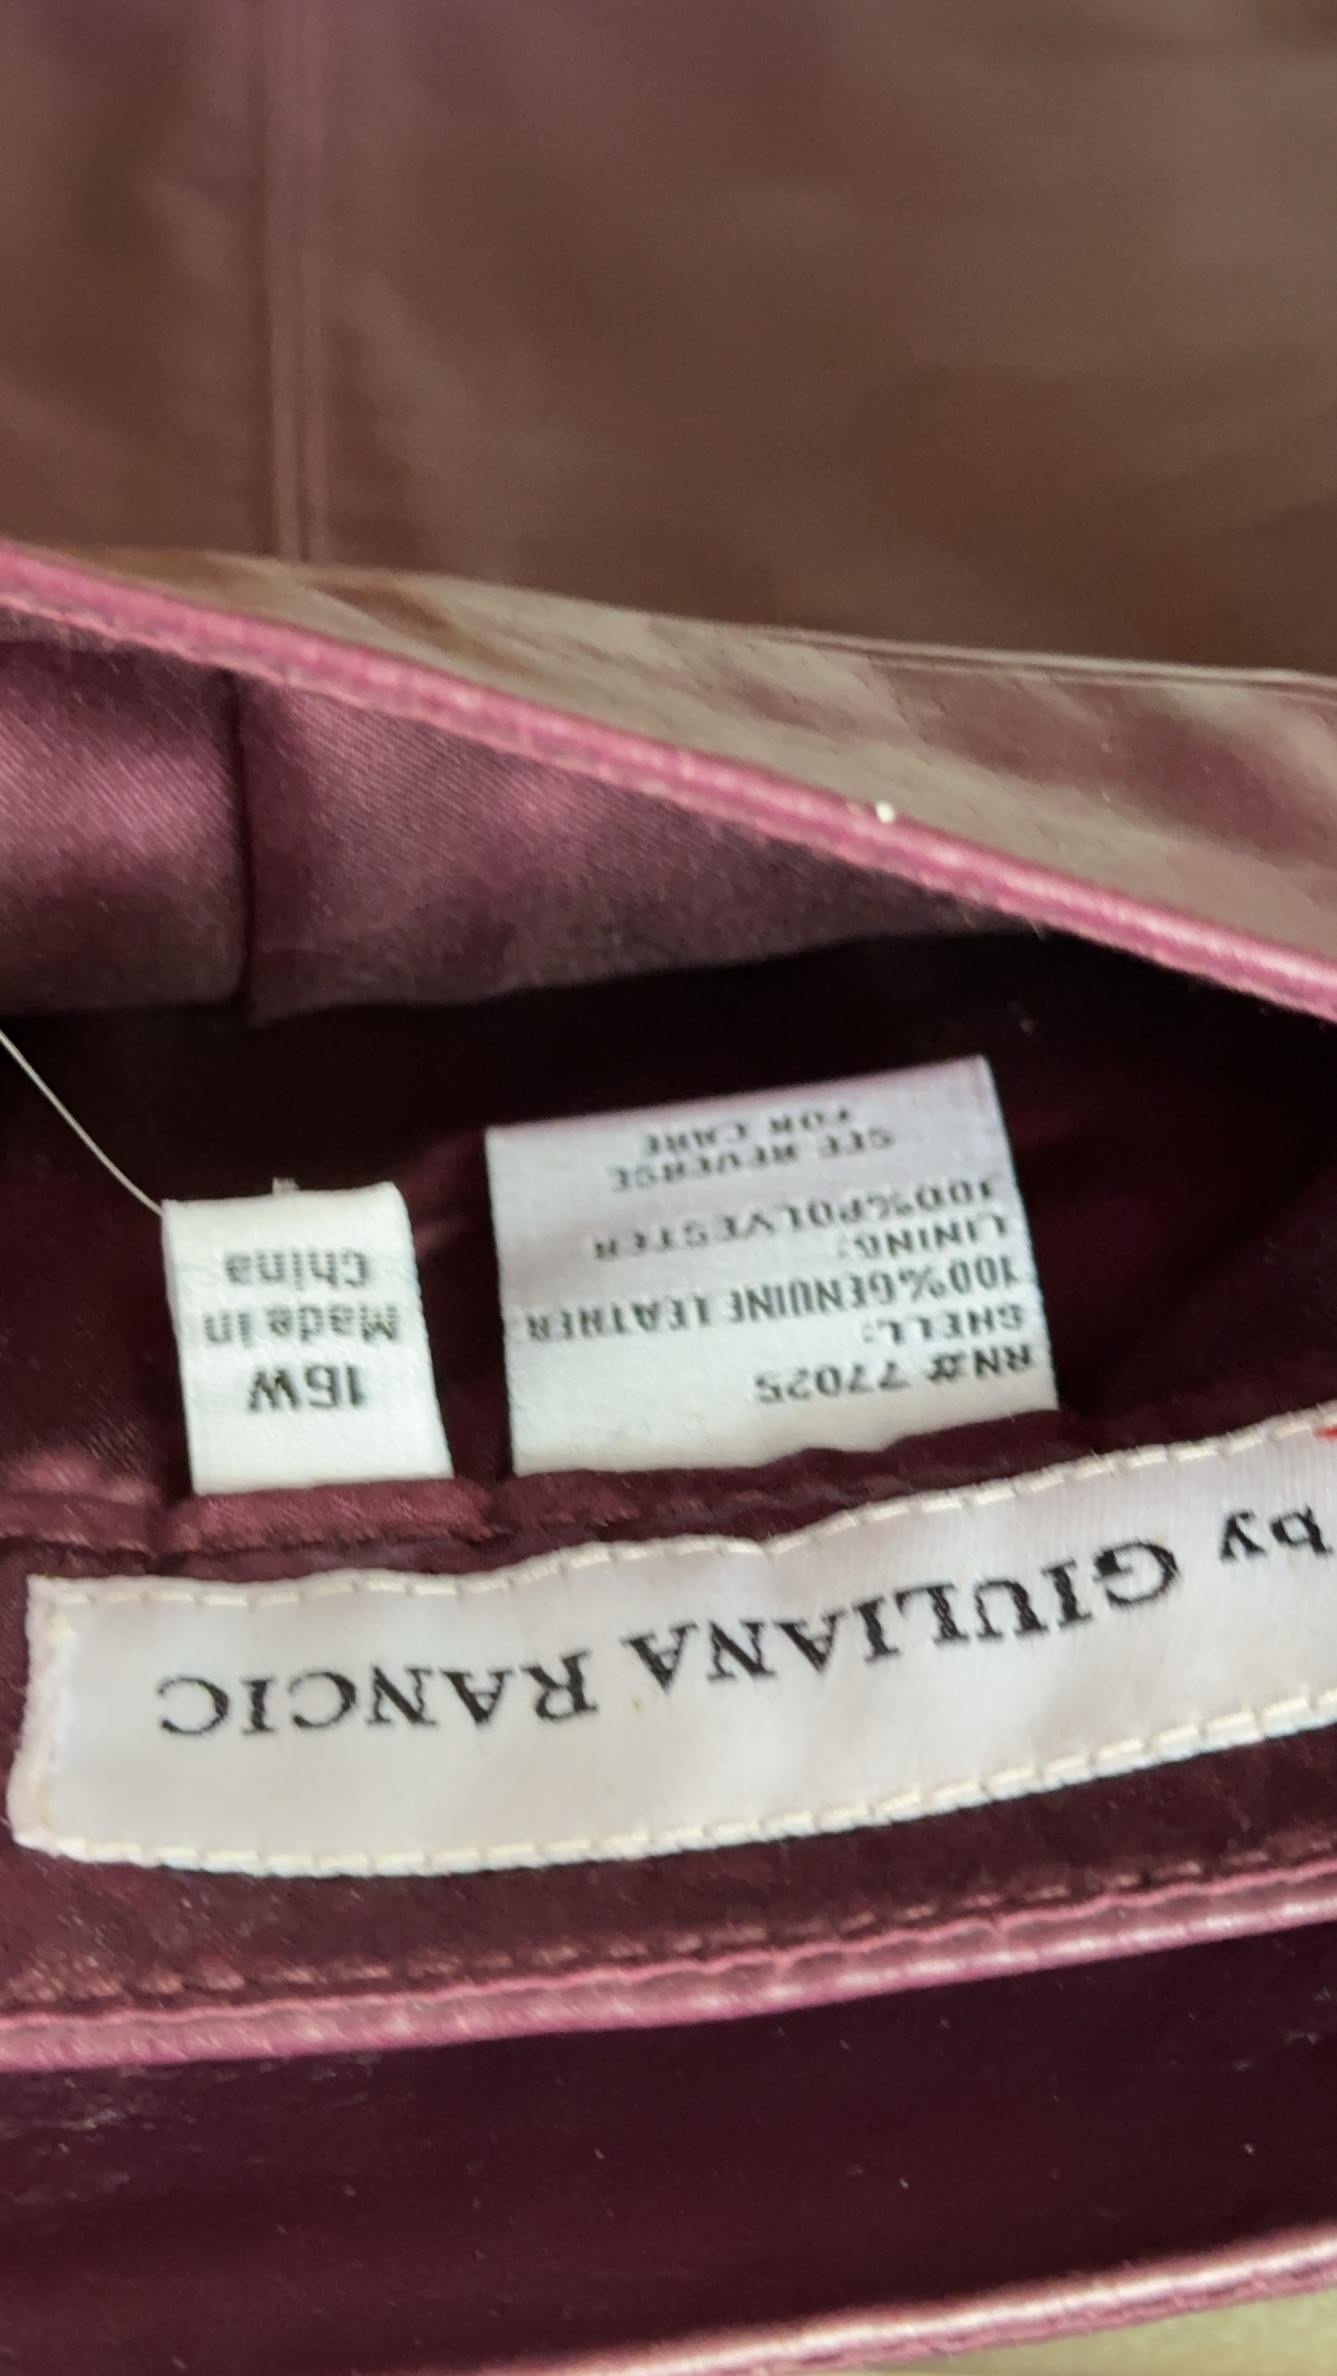 by GIULIANA RANCIC
RN# 77025
SHELL:
100%GENUINE LEATHER
LINING:
100%POLYESTER
SEE REVERSE
FOR CARE
16W
Made in
China